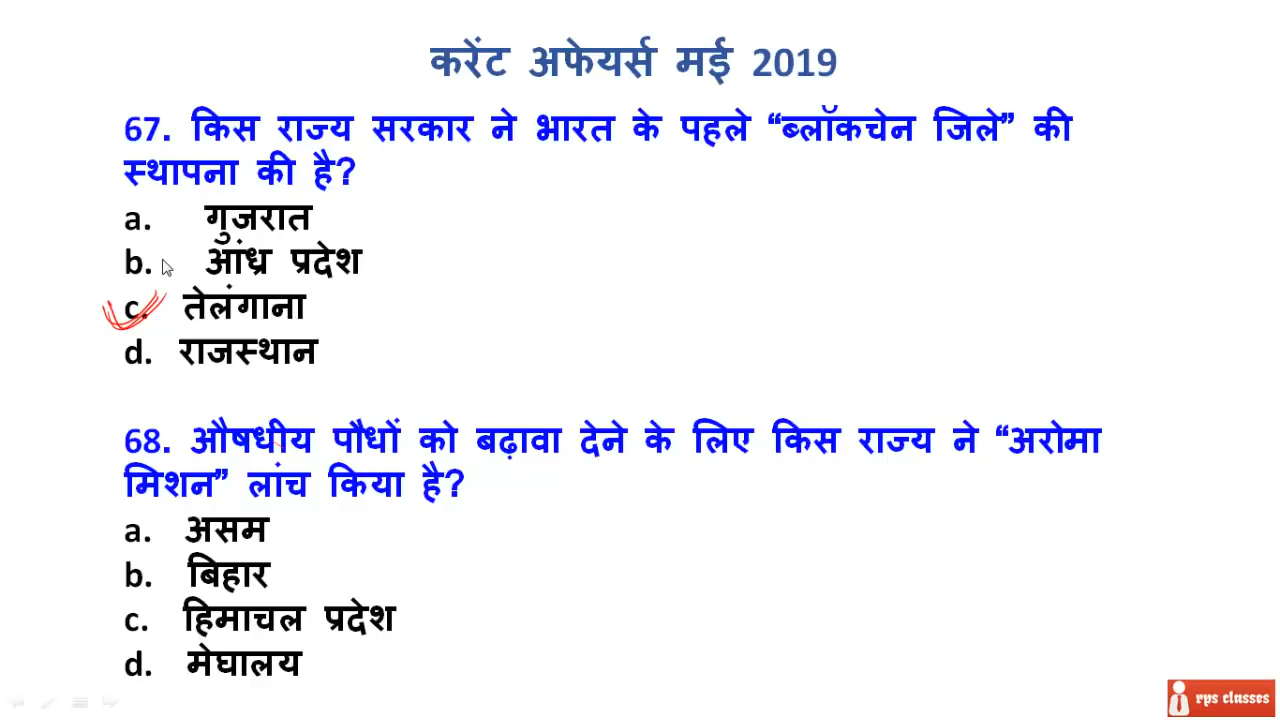 करेंट अफेयर्स मई 2019
67. किस राज्य सरकार ने भारत के पहले “ब्लॉकचेन जिले” की
स्थापना की है?
a. गुजरात
b. आंध्र प्रदेश
c. तेलंगाना
d. राजस्थान
68. औषधीय पौधों को बढ़ावा देने के लिए किस राज्य ने “अरोमा
मिशन” लांच किया है?
a. असम
b. बिहार
c. हिमाचल प्रदेश
d. मेघालय
rps classes